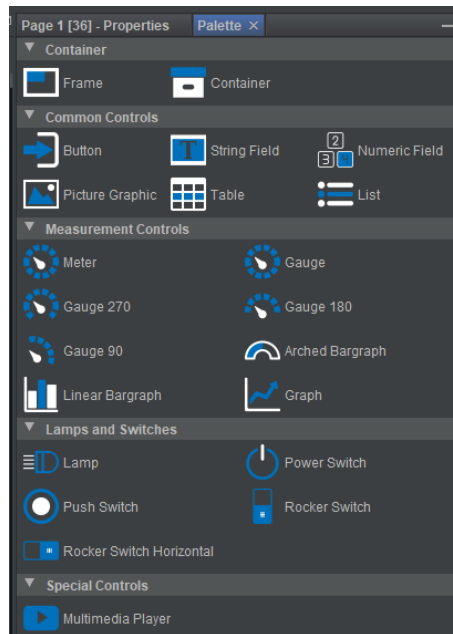 Page 1 [36] - Properties Palette ×
Container
Frame Container
Common Controls
Button String Field Numeric Field
Picture Graphic Table List
Measurement Controls
Meter Gauge
Gauge 270 Gauge 180
Gauge 90 Arched Bargraph
Linear Bargraph Graph
Lamps and Switches
Lamp Power Switch
Push Switch Rocker Switch
Rocker Switch Horizontal
Special Controls
Multimedia Player